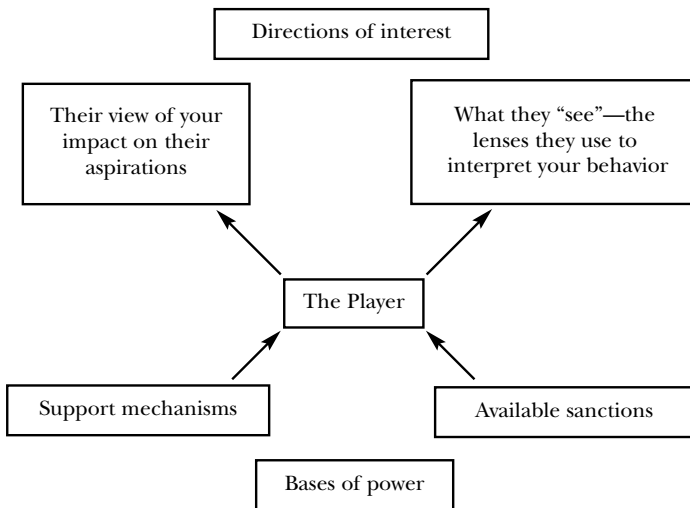 Directions of interest
Their view of your
impact on their
aspirations
What they “see”—the
lenses they use to
interpret your behavior
The Player
Support mechanisms
Available sanctions
Bases of power